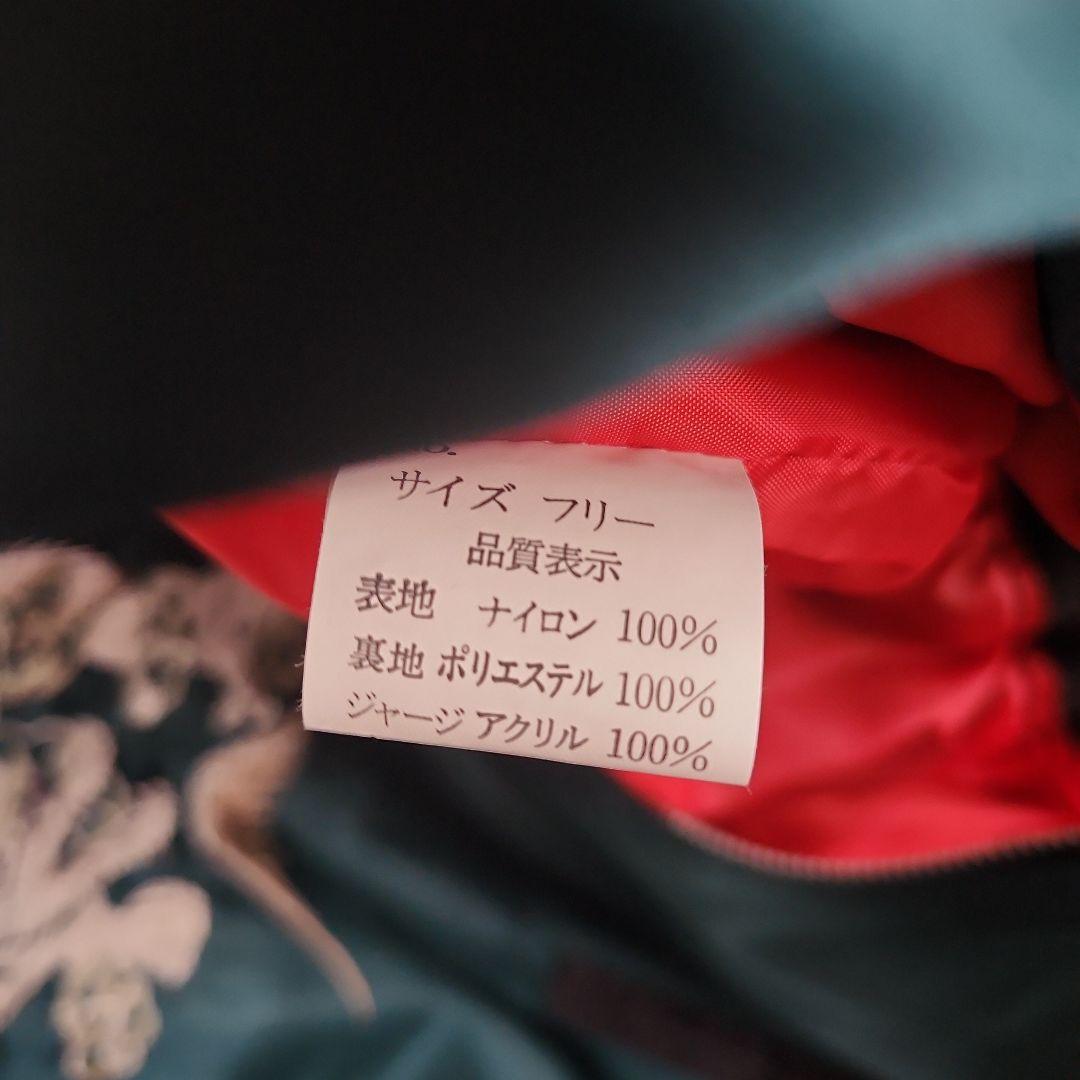 サイズ フリー
品質表示
表地 ナイロン 100%
裏地 ポリエステル 100%
ジャージ アクリル 100%